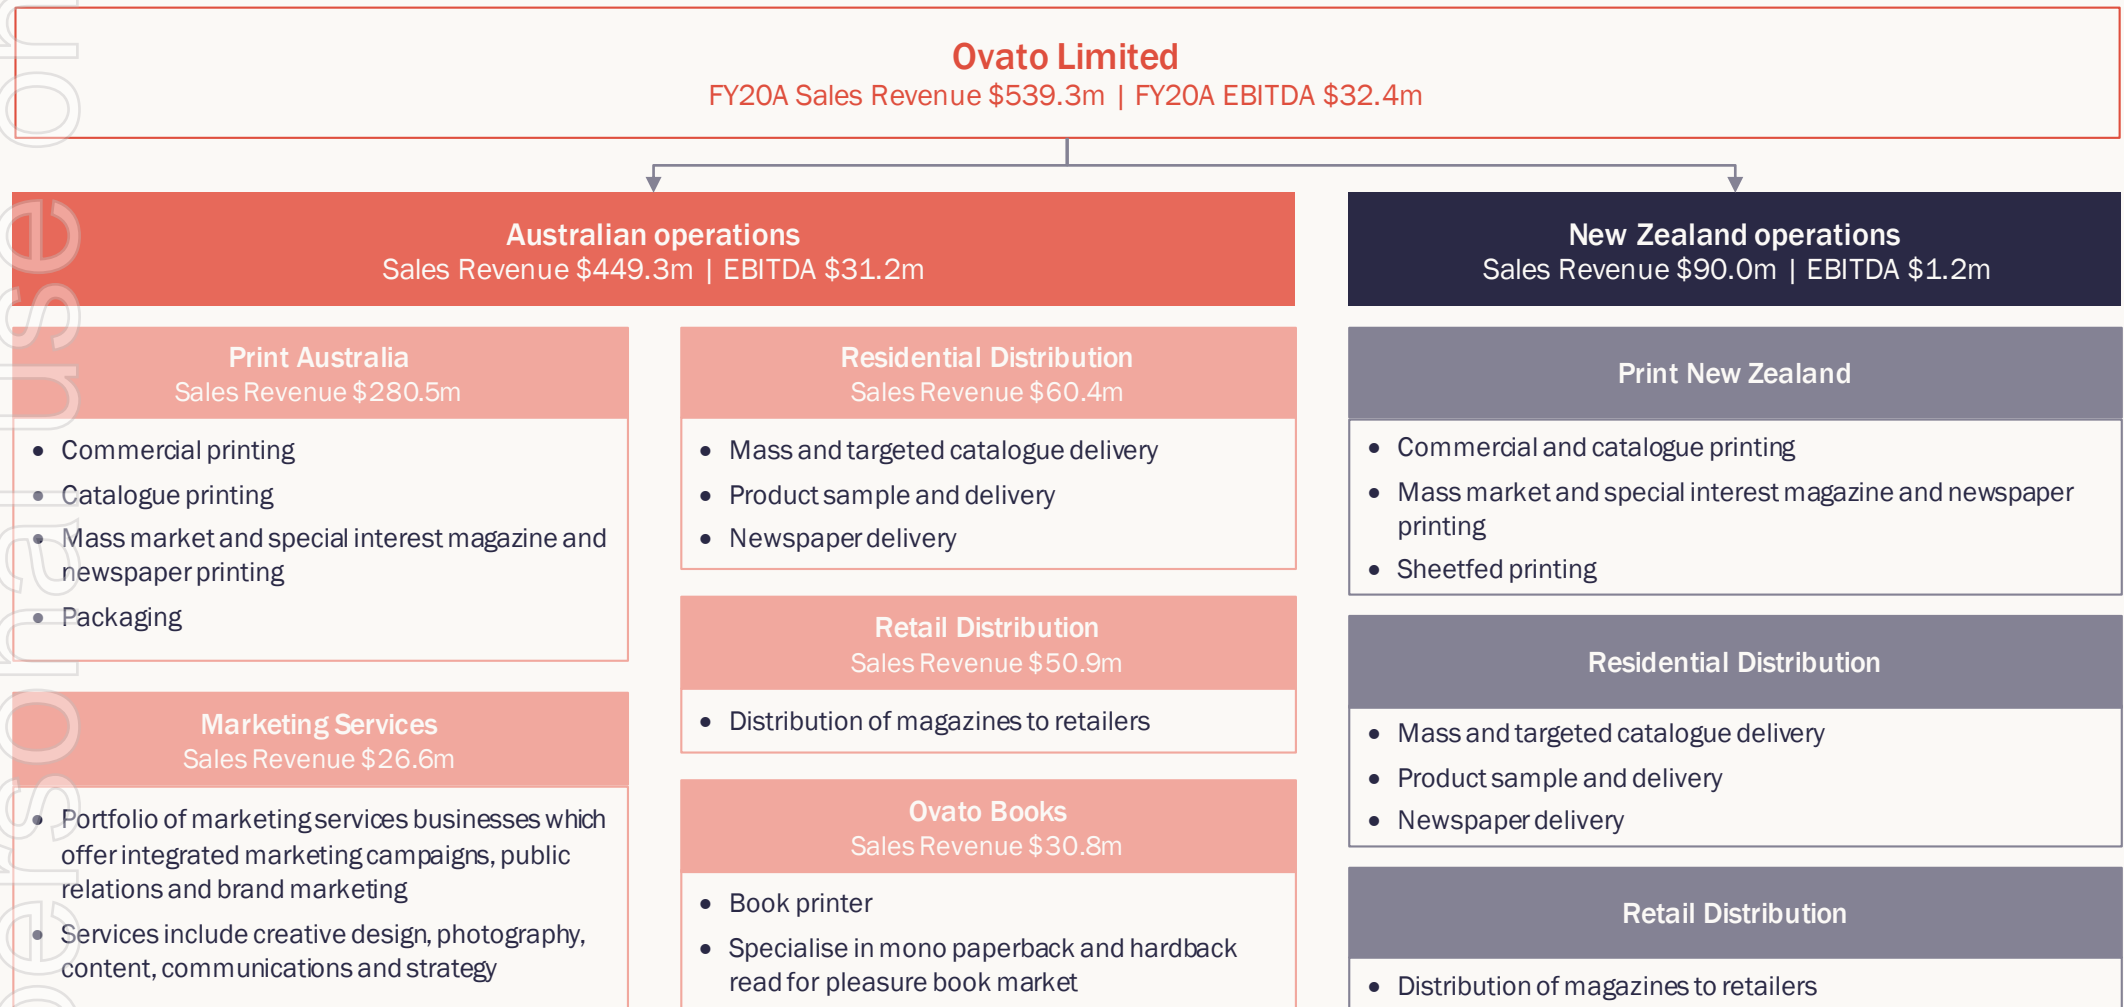 Ovato Limited
FY20A Sales Revenue $539.3m | FY20A EBITDA $32.4m
Australian operations
Sales Revenue $449.3m | EBITDA $31.2m
Print Australia
Sales Revenue $280.5m
• Commercial printing
• Catalogue printing
• Mass market and special interest magazine and
newspaper printing
• Packaging
Marketing Services
Sales Revenue $26.6m
• Portfolio of marketing services businesses which
offer integrated marketing campaigns, public
relations and brand marketing
• Services include creative design, photography,
content, communications and strategy
Residential Distribution
Sales Revenue $60.4m
• Mass and targeted catalogue delivery
• Product sample and delivery
• Newspaper delivery
Retail Distribution
Sales Revenue $50.9m
• Distribution of magazines to retailers
Ovato Books
Sales Revenue $30.8m
• Book printer
• Specialise in mono paperback and hardback
read for pleasure book market
New Zealand operations
Sales Revenue $90.0m | EBITDA $1.2m
Print New Zealand
• Commercial and catalogue printing
• Mass market and special interest magazine and newspaper
printing
• Sheetfed printing
Residential Distribution
• Mass and targeted catalogue delivery
• Product sample and delivery
• Newspaper delivery
Retail Distribution
• Distribution of magazines to retailers
ersonal use on